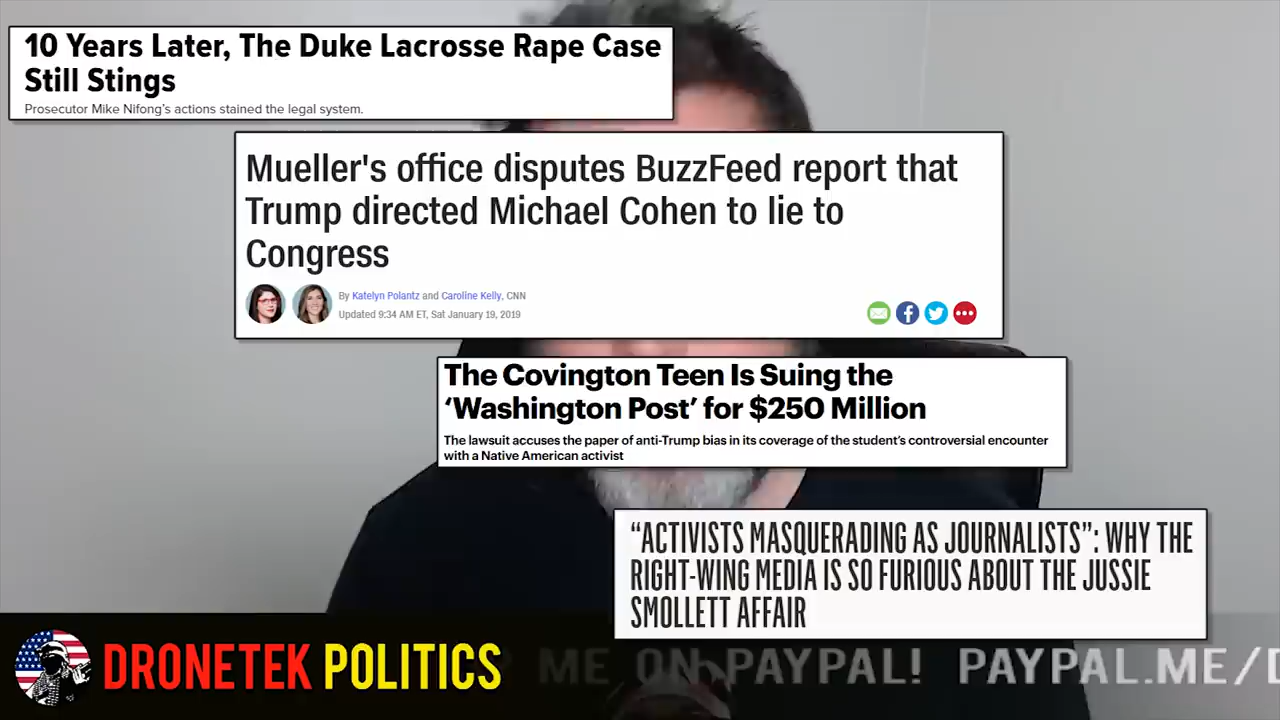 10 Years Later, The Duke Lacrosse Rape Case
Still Stings
Prosecutor Mike Nifong's actions stained the legal system.
Mueller's office disputes BuzzFeed report that
Trump directed Michael Cohen to lie to
Congress
By Katelyn Polantz and Caroline Kelly, CNN
Updated 9:34 AM ET, Sat January 19, 2019
The Covington Teen Is Suing the
‘Washington Post’ for $250 Million
The lawsuit accuses the paper of anti-Trump bias in its coverage of the student's controversial encounter
with a Native American activist
“ACTIVISTS MASQUERADING AS JOURNALISTS”: WHY THE
RIGHT-WING MEDIA IS SO FURIOUS ABOUT THE JUSSIE
SMOLLETT AFFAIR
DRONETEK POLITICS
ME ON PAYPAL! PAYPAL.ME/